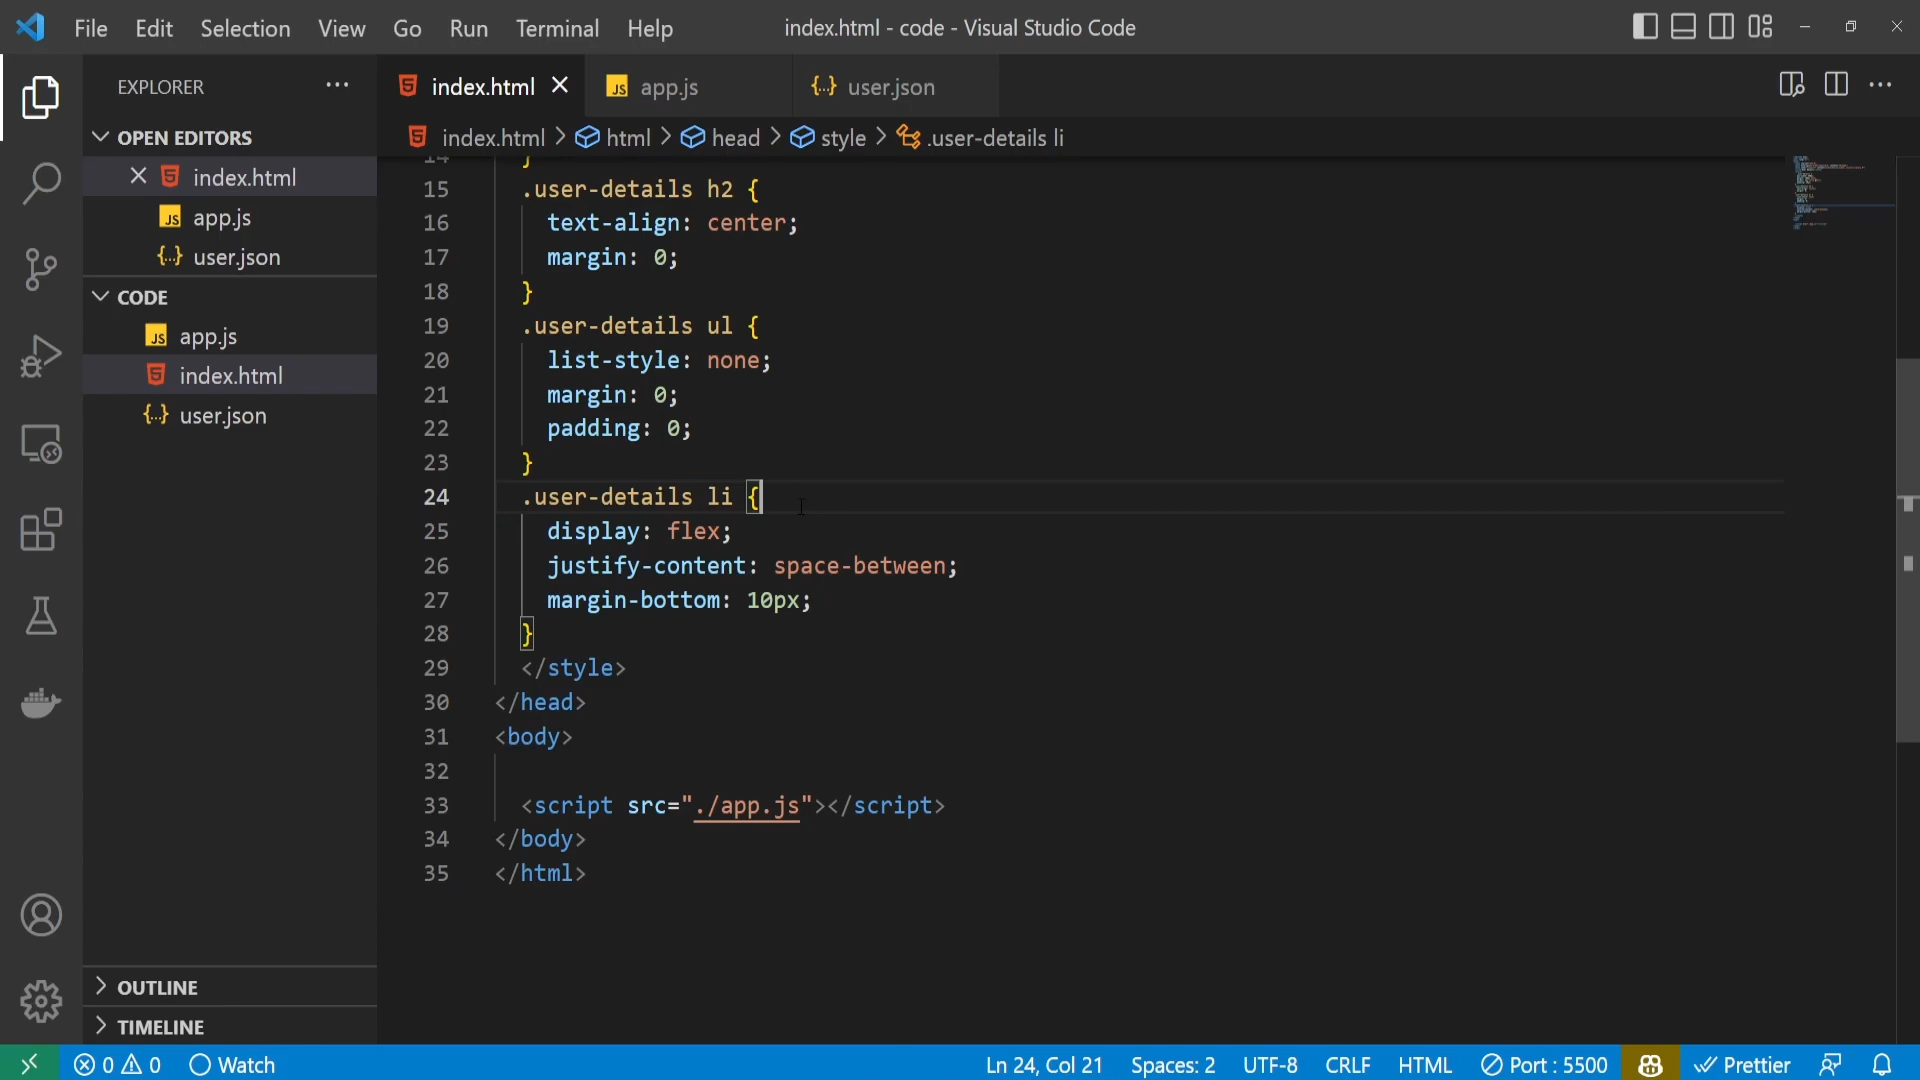 File Edit Selection View Go Run Terminal Help
index.html - code - Visual Studio Code
EXPLORER
index.html
app.js
user.json
OPEN EDITORS
index.html > html > head > style > .user-details li
index.html
app.js
user.json
CODE
app.js
index.html
user.json
14 }
15 .user-details h2 {
16 text-align: center;
17 margin: 0;
18 }
19 .user-details ul {
20 list-style: none;
21 margin: 0;
22 padding: 0;
23 }
24 .user-details li {
25 display: flex;
26 justify-content: space-between;
27 margin-bottom: 10px;
28 }
29 </style>
30 </head>
31 <body>
32
33 <script src="./app.js"></script>
34 </body>
35 </html>
OUTLINE
TIMELINE
0 0 Watch Ln 24, Col 21 Spaces: 2 UTF-8 CRLF HTML Port : 5500 Prettier